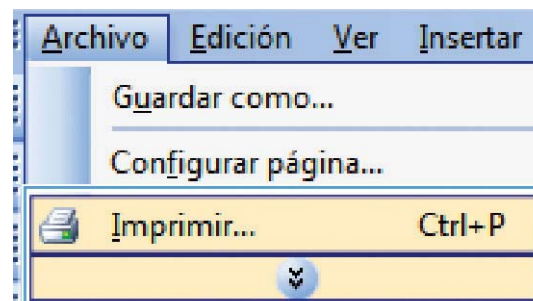 Archivo Edición Ver Insertar
Guardar como...
Configurar página...
Imprimir... Ctrl+P